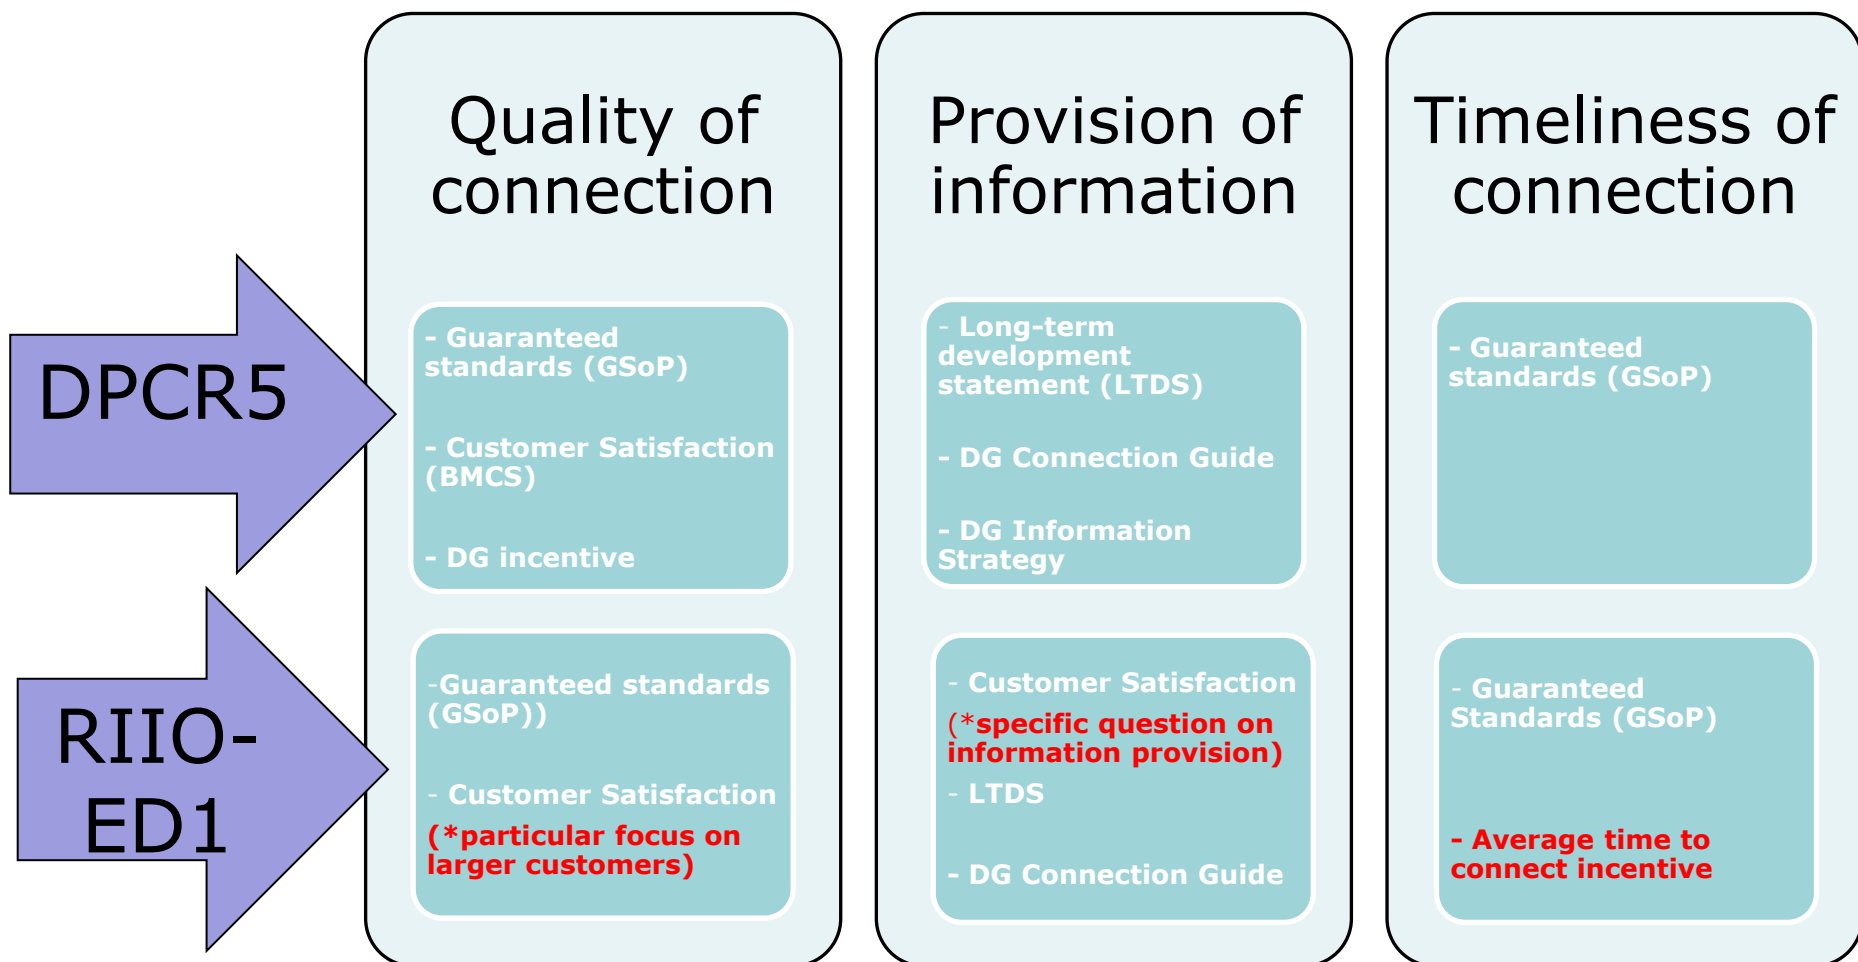 Quality of
connection
Provision of
information
Timeliness of
connection
DPCR5
- Guaranteed
standards (GSoP)
- Customer Satisfaction
(BMCS)
- DG incentive
- Long-term
development
statement (LTDS)
- DG Connection Guide
- DG Information
Strategy
- Guaranteed
standards (GSoP)
RIIO-
ED1
-Guaranteed standards
(GSoP))
- Customer Satisfaction
(*particular focus on
larger customers)
- Customer Satisfaction
(*specific question on
information provision)
- LTDS
- DG Connection Guide
- Guaranteed
Standards (GSoP)
- Average time to
connect incentive